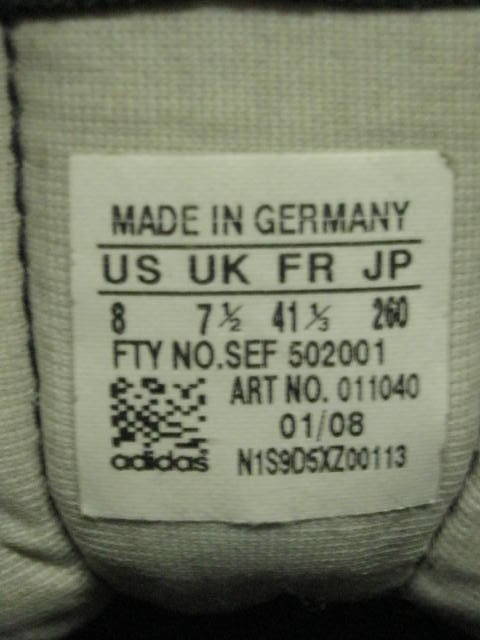 MADE IN GERMANY
US UK FR JP
8 7½ 41⅓ 260
FTY NO.SEF 502001
ART NO. 011040
01/08
adidas N1S9D5XZ00113